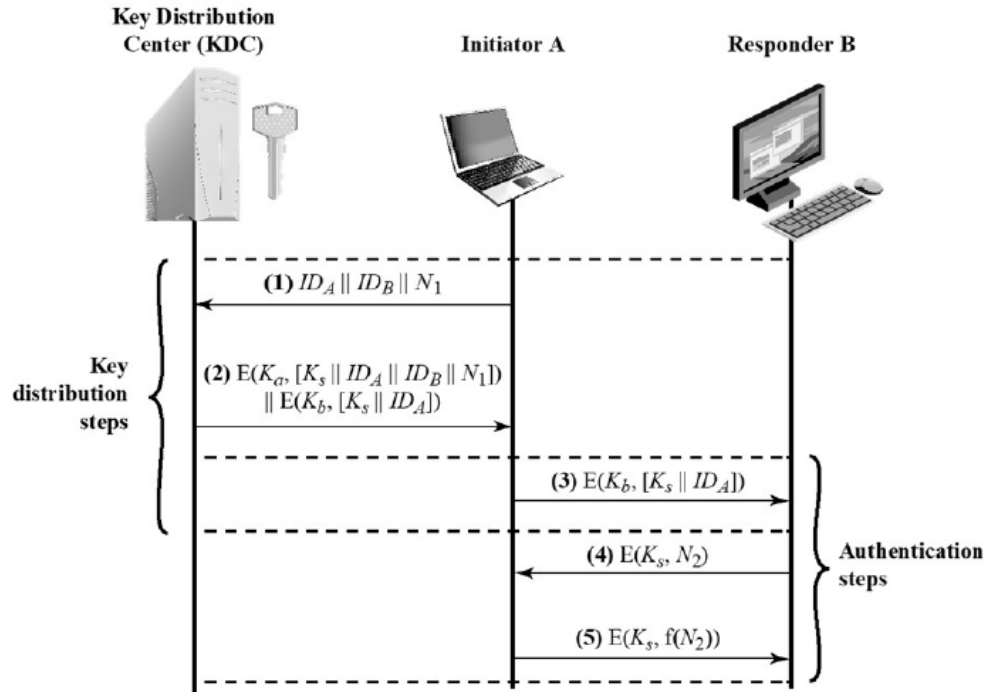 Key Distribution
Center (KDC)
Initiator A
Responder B
(1) ID_A || ID_B || N_1
Key
distribution
steps
(2) E(K_a, [K_s || ID_A || ID_B || N_1])
|| E(K_b, [K_s || ID_A])
(3) E(K_b, [K_s || ID_A])
(4) E(K_s, N_2)
Authentication
steps
(5) E(K_s, f(N_2))